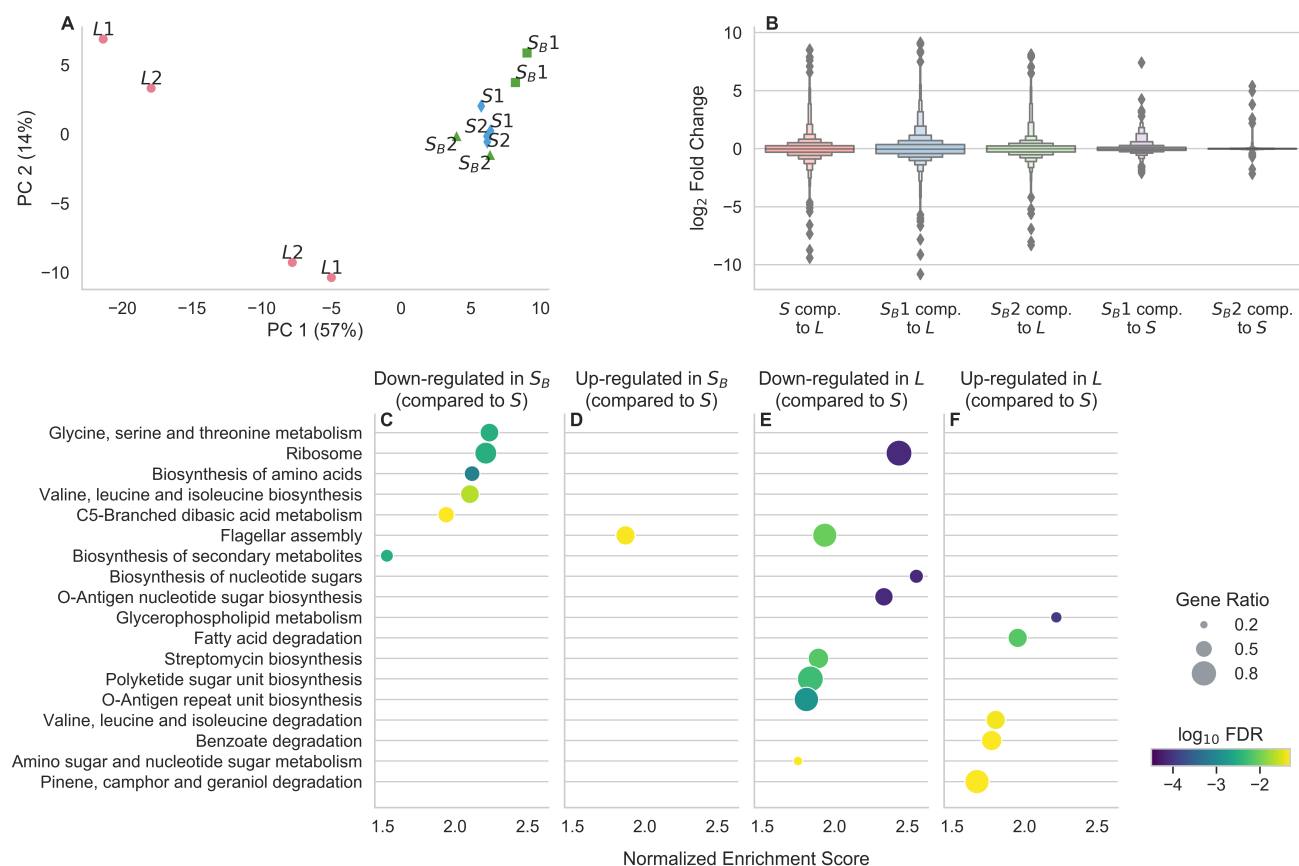 A
L1
L2
S_B1
S_B1
S1
S2 S1
S_B2 S2
S_B2
L2
L1
5
0
−5
−10
PC 2 (14%)
−20 −15 −10 −5 0 5 10
PC 1 (57%)
B
5
0
−5
−10
log₂ Fold Change
S comp. to L
S_B1 comp. to L
S_B2 comp. to L
S_B1 comp. to S
S_B2 comp. to S
Down-regulated in S_B
(compared to S)
Up-regulated in S_B
(compared to S)
Down-regulated in L
(compared to S)
Up-regulated in L
(compared to S)
C D E F
Glycine, serine and threonine metabolism
Ribosome
Biosynthesis of amino acids
Valine, leucine and isoleucine biosynthesis
C5-Branched dibasic acid metabolism
Flagellar assembly
Biosynthesis of secondary metabolites
Biosynthesis of nucleotide sugars
O-Antigen nucleotide sugar biosynthesis
Glycerophospholipid metabolism
Fatty acid degradation
Streptomycin biosynthesis
Polyketide sugar unit biosynthesis
O-Antigen repeat unit biosynthesis
Valine, leucine and isoleucine degradation
Benzoate degradation
Amino sugar and nucleotide sugar metabolism
Pinene, camphor and geraniol degradation
1.5 2.0 2.5 1.5 2.0 2.5 1.5 2.0 2.5 1.5 2.0 2.5
Normalized Enrichment Score
Gene Ratio
0.2
0.5
0.8
log₁₀ FDR
−4 −3 −2